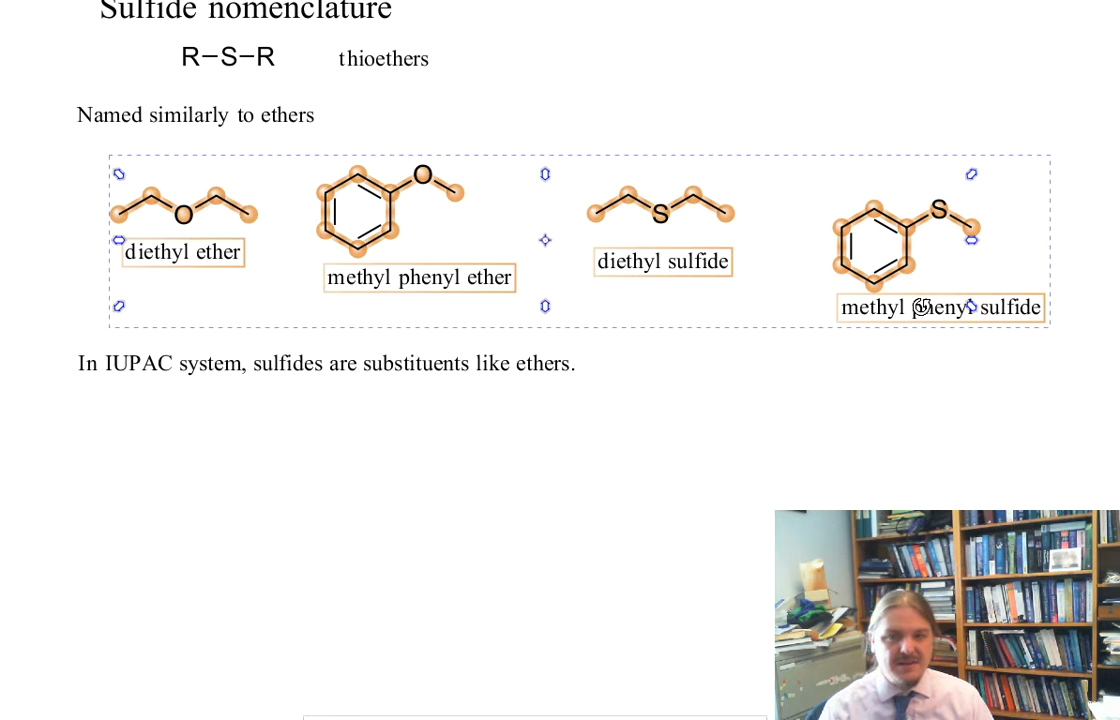 Sulfide nomenclature
R–S–R thioethers
Named similarly to ethers
O O S S
diethyl ether methyl phenyl ether diethyl sulfide methyl phenyl sulfide
In IUPAC system, sulfides are substituents like ethers.